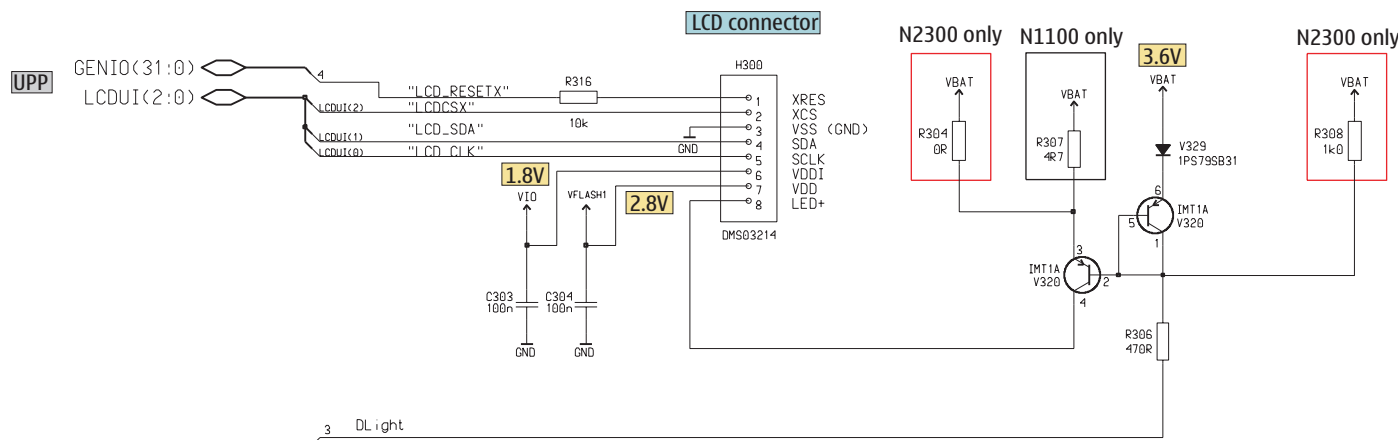 LCD connector
N2300 only
N1100 only
3.6V
N2300 only
UPP
GENIO(31:0)
LCDUI(2:0)
4
"LCD_RESETX"
R316
10k
LCDUI(2)
"LCDCSX"
LCDUI(1)
"LCD_SDA"
LCDUI(0)
"LCD_CLK"
GND
H300
1 XRES
2 XCS
3 VSS (GND)
4 SDA
5 SCLK
6 VDDI
7 VDD
8 LED+
DMS03214
1.8V
VIO
VFLASH1
2.8V
C303
100n
C304
100n
GND
GND
VBAT
R304
0R
VBAT
R307
4R7
VBAT
V329
1PS79SB31
VBAT
R308
1k0
6
5
1
IMT1A
V320
3
IMT1A
V320
2
4
R306
470R
3 DLight